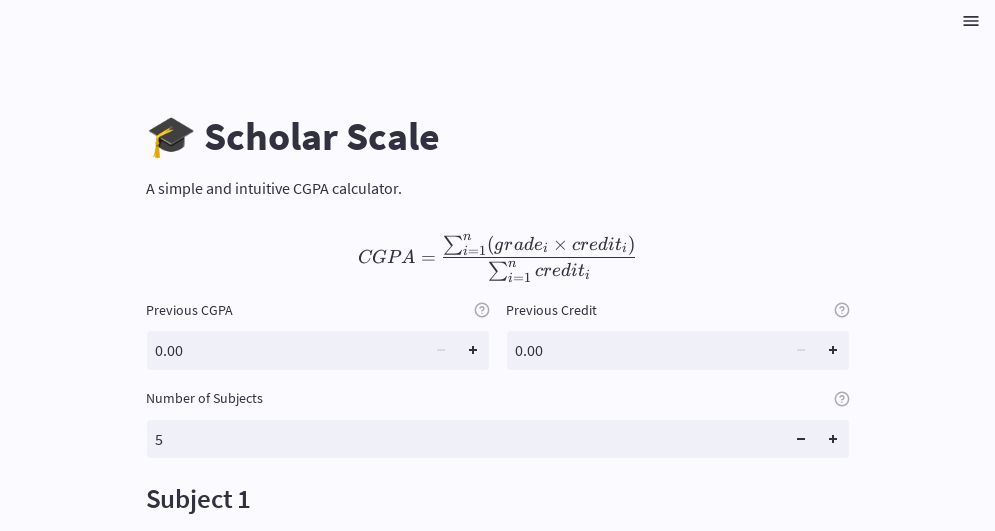 🎓 Scholar Scale
A simple and intuitive CGPA calculator.
CGPA = \frac{\sum_{i=1}^{n}(grade_i \times credit_i)}{\sum_{i=1}^{n} credit_i}
Previous CGPA
Previous Credit
0.00
0.00
Number of Subjects
5
Subject 1